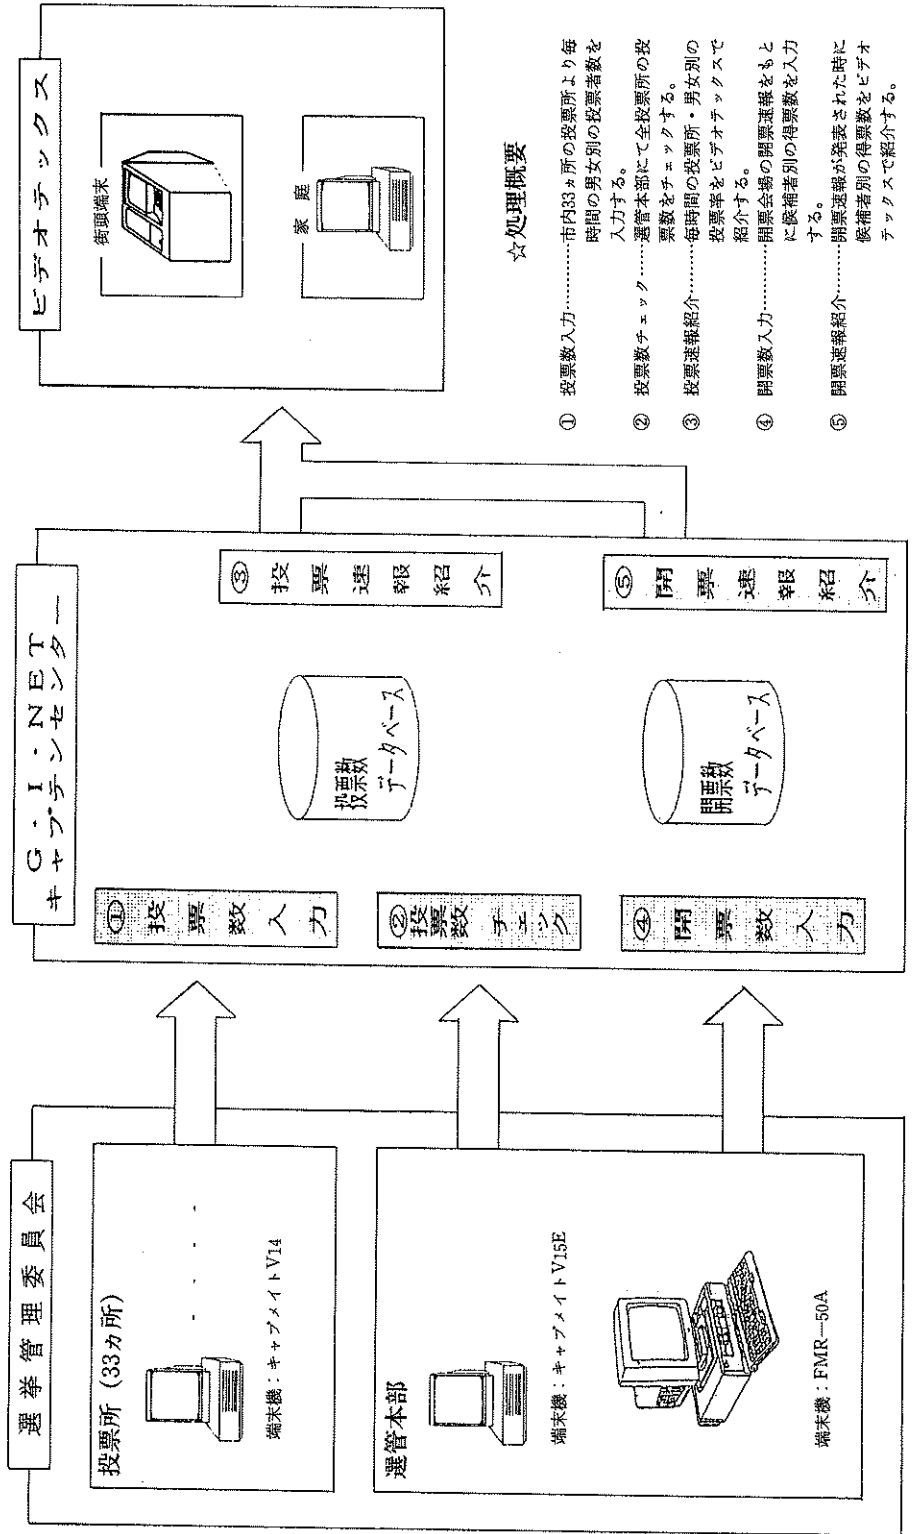 選挙管理委員会
投票所（33ヵ所）
端末機：キャプメイトV14
選管本部
端末機：キャプメイトV15E
端末機：FMR—50A
G・I・NET
キャプテンセンター
①投票数入力
②投票数チェック
④開票数入力
投票数
データベース
開票数
データベース
③投票速報紹介
⑤開票速報紹介
ビデオテックス
街頭端末
家庭
☆処理概要
① 投票数入力………市内33ヵ所の投票所より毎
時間の男女別の投票者数を
入力する。
② 投票数チェック……選管本部にて全投票所の投
票数をチェックする。
③ 投票速報紹介………毎時間の投票所・男女別の
投票率をビデオテックスで
紹介する。
④ 開票数入力………開票会場の開票速報をもと
に候補者別の得票数を入力
する。
⑤ 開票速報紹介………開票速報が発表された時に
候補者別の得票数をビデオ
テックスで紹介する。